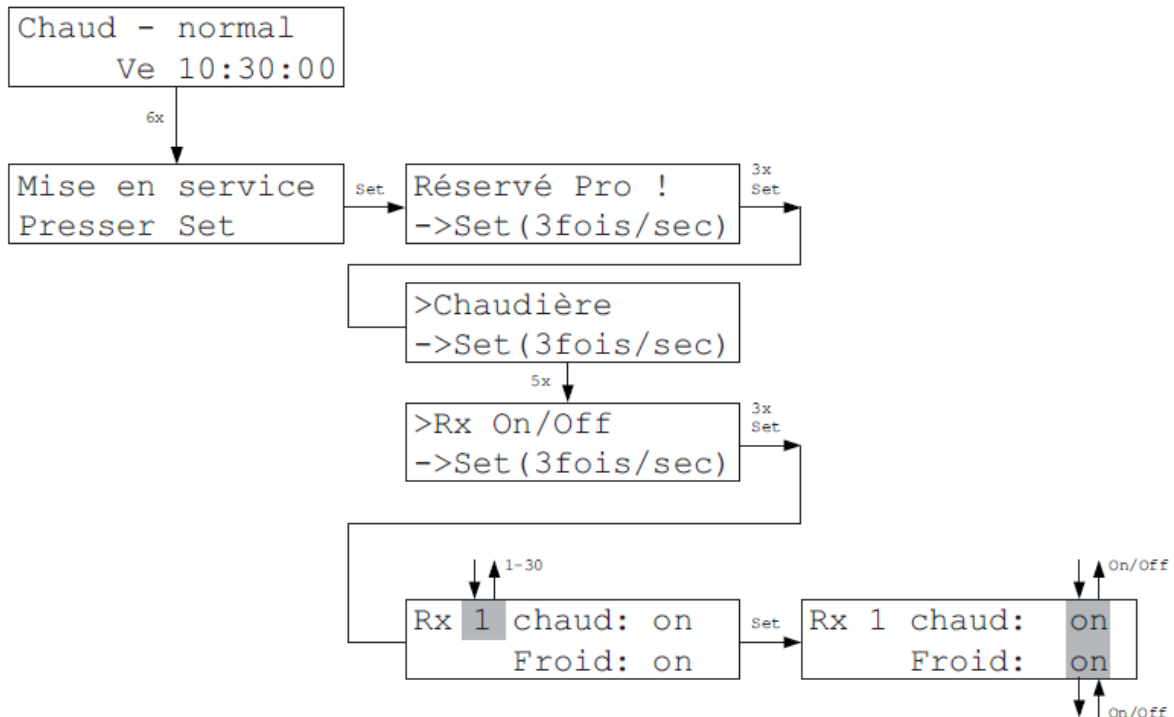 Chaud - normal
Ve 10:30:00
6x
Mise en service
Presser Set
Set
Réservé Pro !
->Set(3fois/sec)
3x
Set
>Chaudière
->Set(3fois/sec)
5x
>Rx On/Off
->Set(3fois/sec)
3x
Set
1-30
Rx 1 chaud: on
Froid: on
Set
On/Off
Rx 1 chaud: on
Froid: on
On/Off